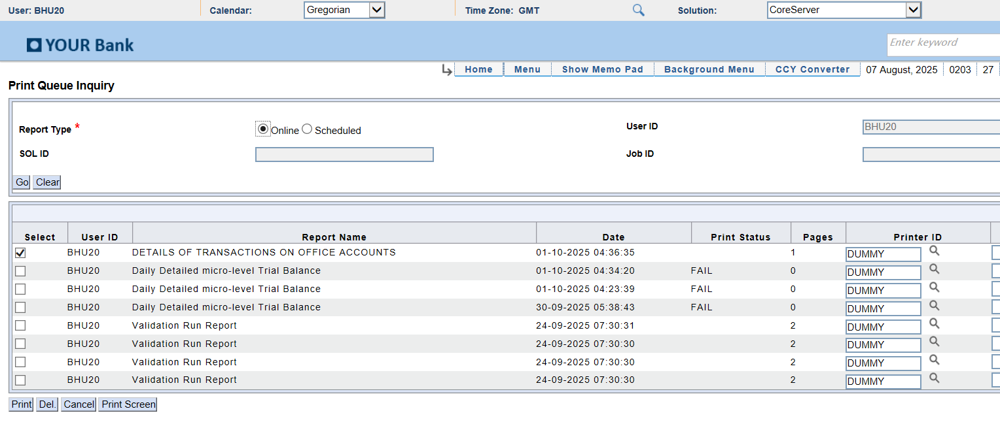 User: BHU20 Calendar: Gregorian Time Zone: GMT Solution: CoreServer
YOUR Bank Enter keyword
Home Menu Show Memo Pad Background Menu CCY Converter 07 August, 2025 0203 27
Print Queue Inquiry
Report Type * Online Scheduled User ID BHU20
SOL ID Job ID
Go Clear
Select User ID Report Name Date Print Status Pages Printer ID
BHU20 DETAILS OF TRANSACTIONS ON OFFICE ACCOUNTS 01-10-2025 04:36:35 1 DUMMY
BHU20 Daily Detailed micro-level Trial Balance 01-10-2025 04:34:20 FAIL 0 DUMMY
BHU20 Daily Detailed micro-level Trial Balance 01-10-2025 04:23:39 FAIL 0 DUMMY
BHU20 Daily Detailed micro-level Trial Balance 30-09-2025 05:38:43 FAIL 0 DUMMY
BHU20 Validation Run Report 24-09-2025 07:30:31 2 DUMMY
BHU20 Validation Run Report 24-09-2025 07:30:30 2 DUMMY
BHU20 Validation Run Report 24-09-2025 07:30:30 2 DUMMY
BHU20 Validation Run Report 24-09-2025 07:30:30 2 DUMMY
Print Del. Cancel Print Screen